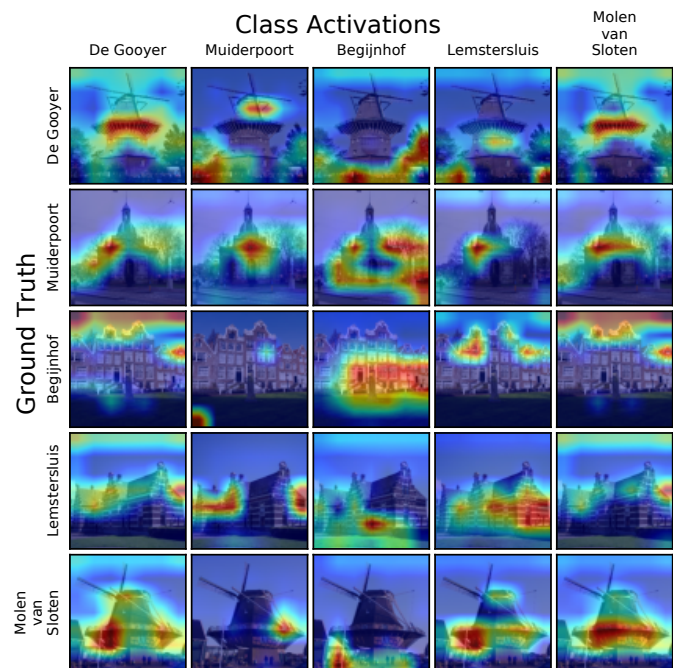 Class Activations
De Gooyer
Muiderpoort
Begijnhof
Lemstersluis
Molen
van
Sloten
Ground Truth
De Gooyer
Muiderpoort
Begijnhof
Lemstersluis
Molen
van
Sloten